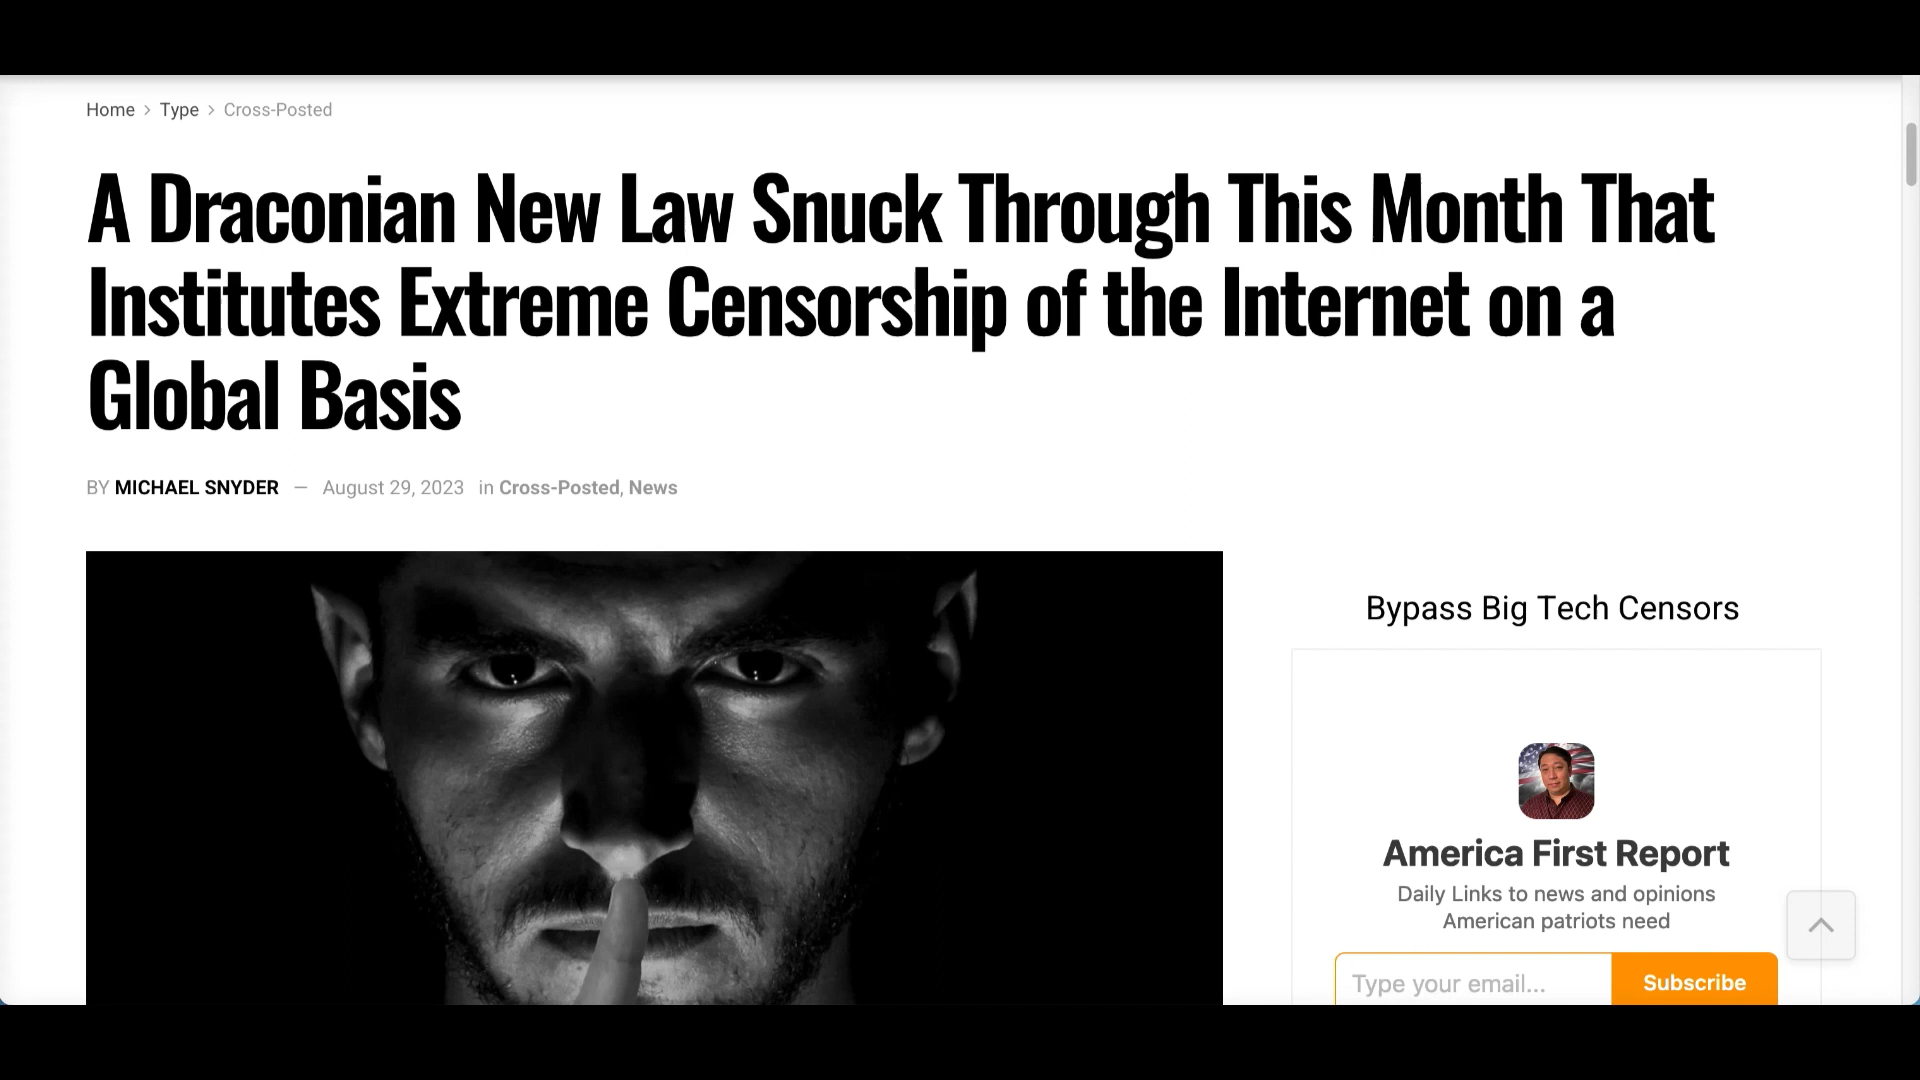 Home > Type > Cross-Posted
A Draconian New Law Snuck Through This Month That
Institutes Extreme Censorship of the Internet on a
Global Basis
BY MICHAEL SNYDER — August 29, 2023 in Cross-Posted, News
Bypass Big Tech Censors
America First Report
Daily Links to news and opinions
American patriots need
Type your email...
Subscribe